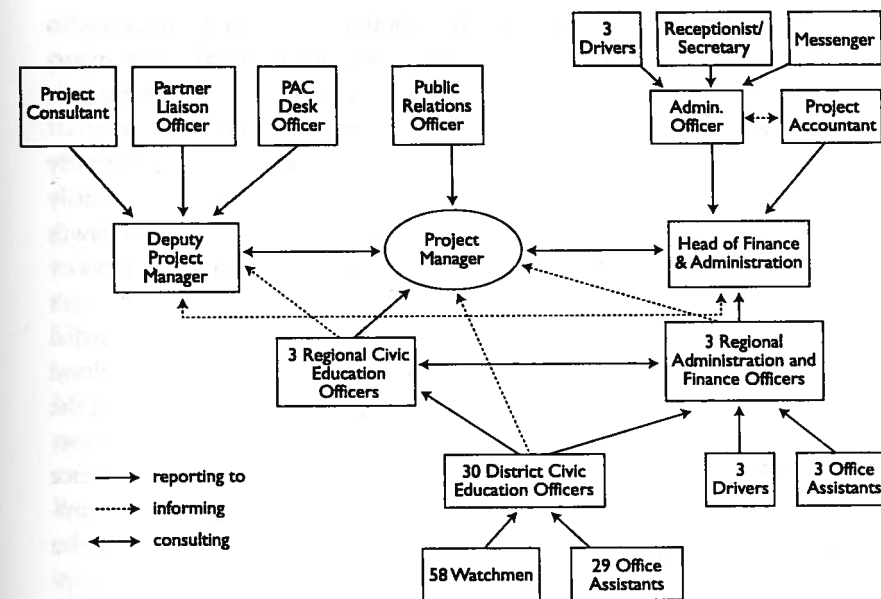 3
Drivers
Receptionist/
Secretary
Messenger
Project
Consultant
Partner
Liaison
Officer
PAC
Desk
Officer
Public
Relations
Officer
Admin.
Officer
Project
Accountant
Deputy
Project
Manager
Project
Manager
Head of Finance
& Administration
3 Regional Civic
Education
Officers
3 Regional
Administration and
Finance Officers
30 District Civic
Education Officers
3
Drivers
3 Office
Assistants
58 Watchmen
29 Office
Assistants
reporting to
informing
consulting